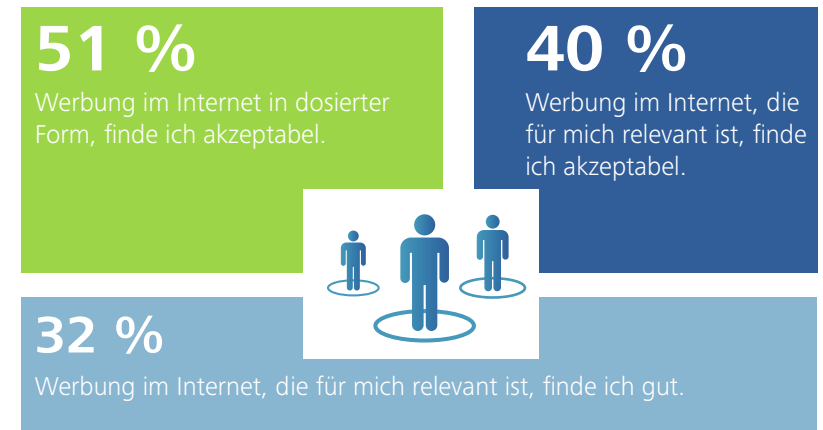 51 %
Werbung im Internet in dosierter
Form, finde ich akzeptabel.
40 %
Werbung im Internet, die
für mich relevant ist, finde
ich akzeptabel.
32 %
Werbung im Internet, die für mich relevant ist, finde ich gut.